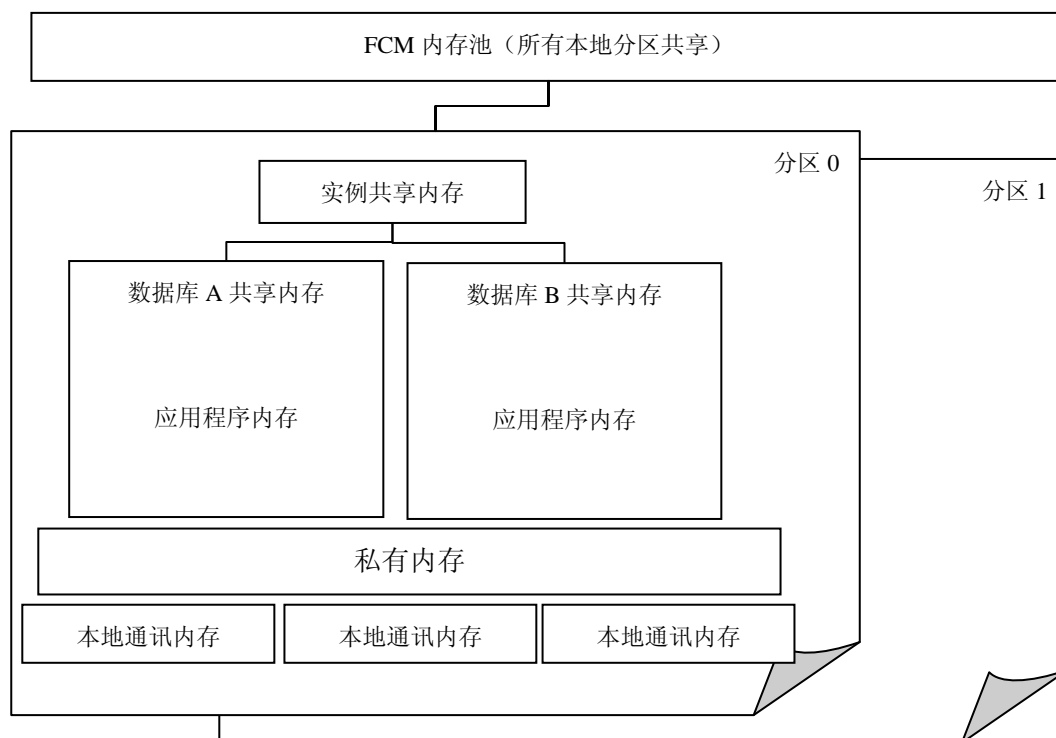 FCM 内存池（所有本地分区共享）
分区 0
分区 1
实例共享内存
数据库 A 共享内存
数据库 B 共享内存
应用程序内存
应用程序内存
私有内存
本地通讯内存
本地通讯内存
本地通讯内存